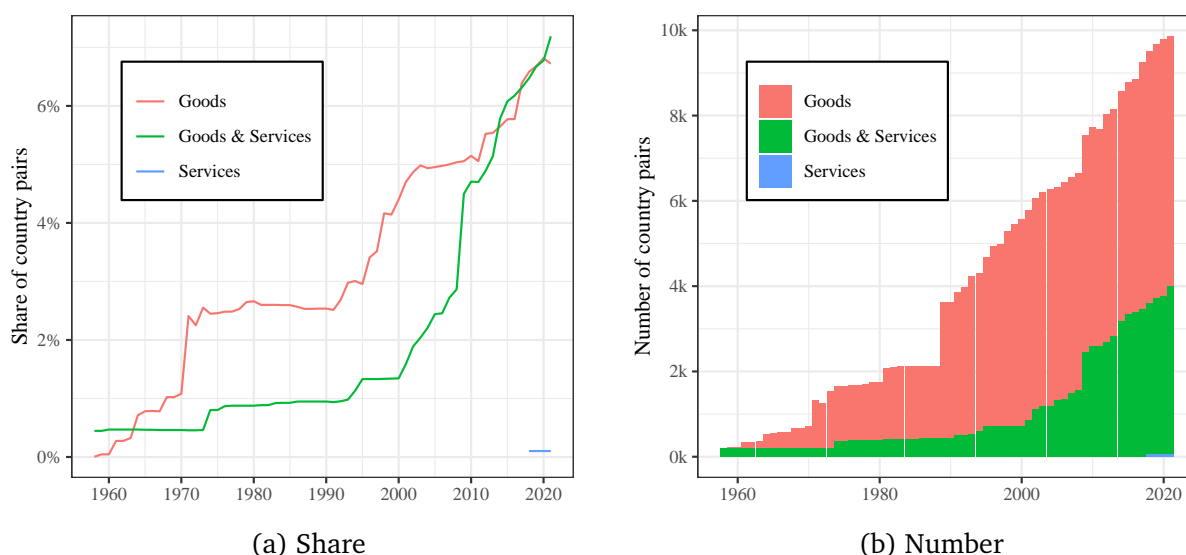 Share of country pairs
6%
4%
2%
0%
Goods
Goods & Services
Services
1960 1970 1980 1990 2000 2010 2020
(a) Share
Number of country pairs
10k
8k
6k
4k
2k
0k
Goods
Goods & Services
Services
1960 1980 2000 2020
(b) Number